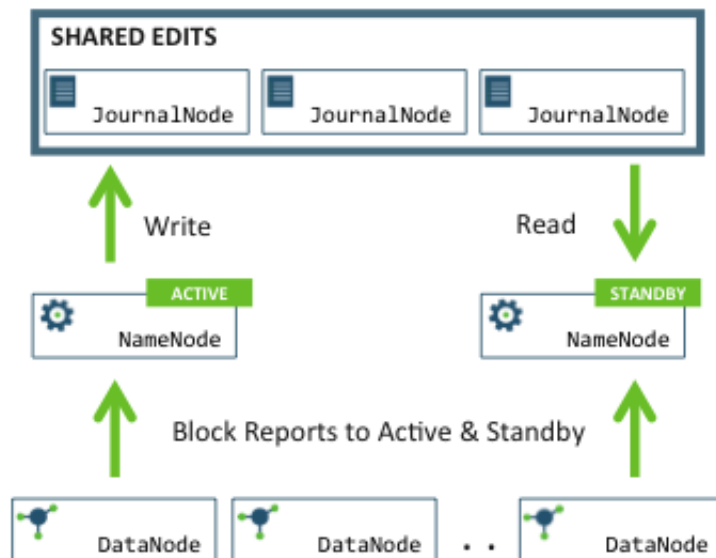 SHARED EDITS
JournalNode JournalNode JournalNode
Write Read
ACTIVE STANDBY
NameNode NameNode
Block Reports to Active & Standby
DataNode DataNode . . DataNode